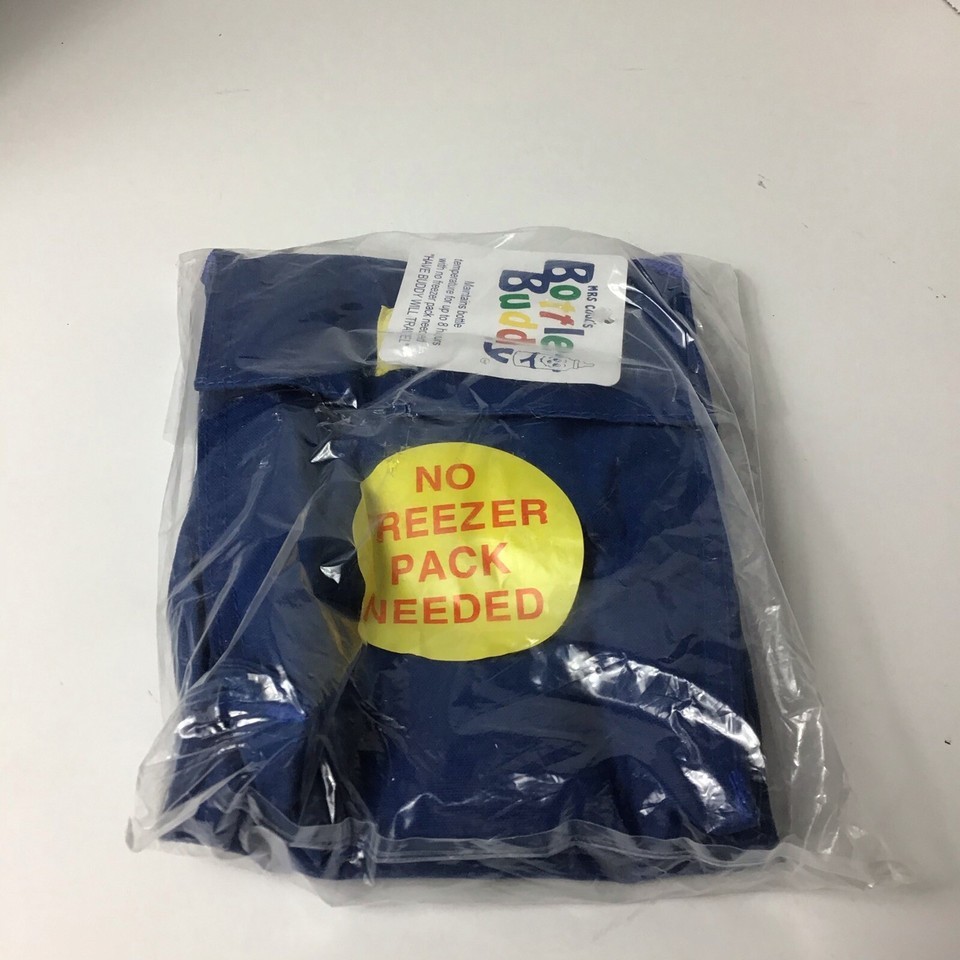 MRS COOL'S
Bottle
Buddy
Maintains bottle
temperature for up to 8 hours
with no freezer pack needed
"HAVE BUDDY WILL TRAVEL"
NO
REEZER
PACK
NEEDED